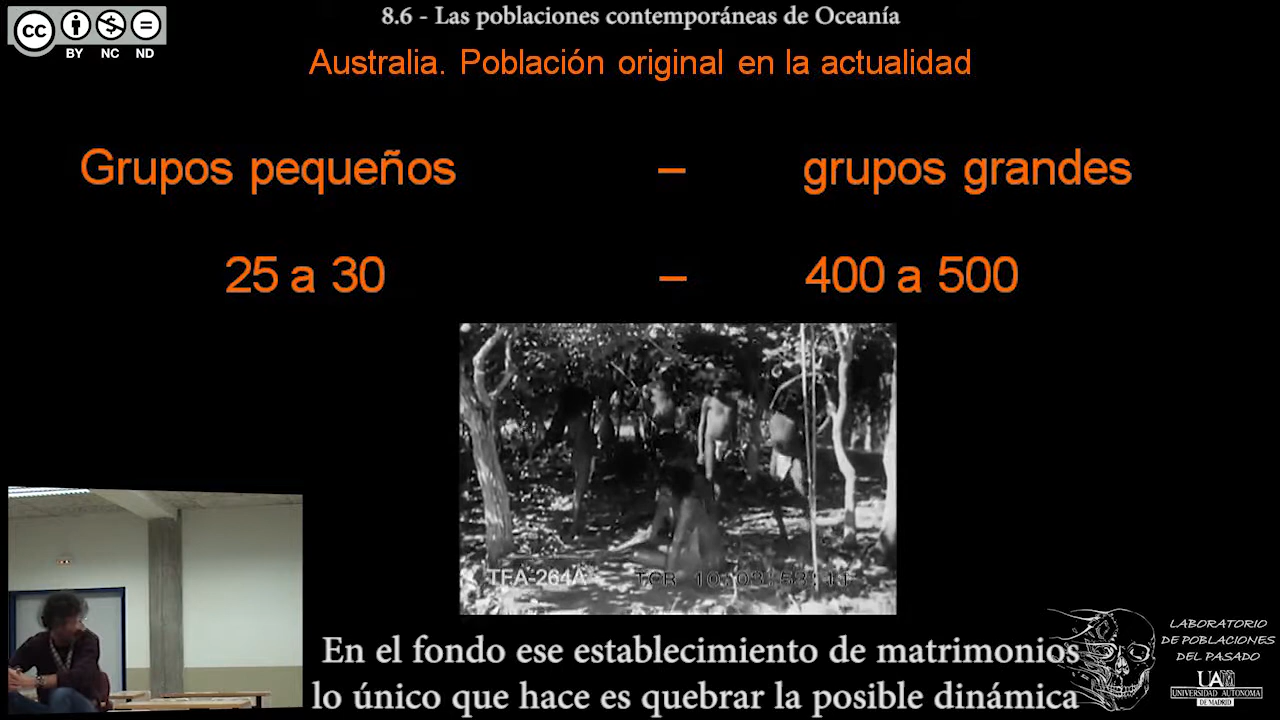 8.6 - Las poblaciones contemporáneas de Oceanía
cc
BY NC ND
Australia. Población original en la actualidad
Grupos pequeños – grupos grandes
25 a 30 – 400 a 500
TFA-264A TCR 10:03:53:11
En el fondo ese establecimiento de matrimonios
lo único que hace es quebrar la posible dinámica
LABORATORIO
DE POBLACIONES
DEL PASADO
UAM
UNIVERSIDAD AUTONOMA
DE MADRID